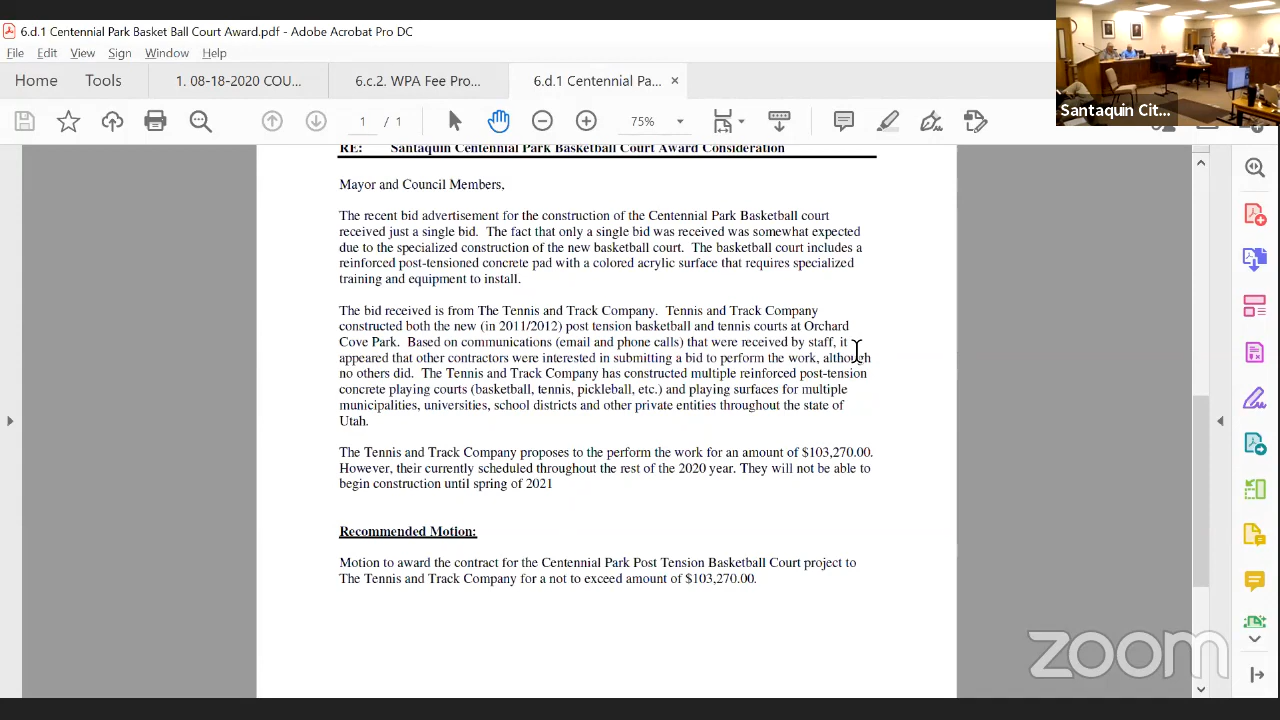 6.d.1 Centennial Park Basket Ball Court Award.pdf - Adobe Acrobat Pro DC
File Edit View Sign Window Help
Home Tools 1. 08-18-2020 COU... 6.c.2. WPA Fee Pro... 6.d.1 Centennial Pa... ×
1 / 1 75%
Santaquin Cit...
RE: Santaquin Centennial Park Basketball Court Award Consideration
Mayor and Council Members,
The recent bid advertisement for the construction of the Centennial Park Basketball court
received just a single bid. The fact that only a single bid was received was somewhat expected
due to the specialized construction of the new basketball court. The basketball court includes a
reinforced post-tensioned concrete pad with a colored acrylic surface that requires specialized
training and equipment to install.
The bid received is from The Tennis and Track Company. Tennis and Track Company
constructed both the new (in 2011/2012) post tension basketball and tennis courts at Orchard
Cove Park. Based on communications (email and phone calls) that were received by staff, it
appeared that other contractors were interested in submitting a bid to perform the work, although
no others did. The Tennis and Track Company has constructed multiple reinforced post-tension
concrete playing courts (basketball, tennis, pickleball, etc.) and playing surfaces for multiple
municipalities, universities, school districts and other private entities throughout the state of
Utah.
The Tennis and Track Company proposes to the perform the work for an amount of $103,270.00.
However, their currently scheduled throughout the rest of the 2020 year. They will not be able to
begin construction until spring of 2021
Recommended Motion:
Motion to award the contract for the Centennial Park Post Tension Basketball Court project to
The Tennis and Track Company for a not to exceed amount of $103,270.00.
zoom